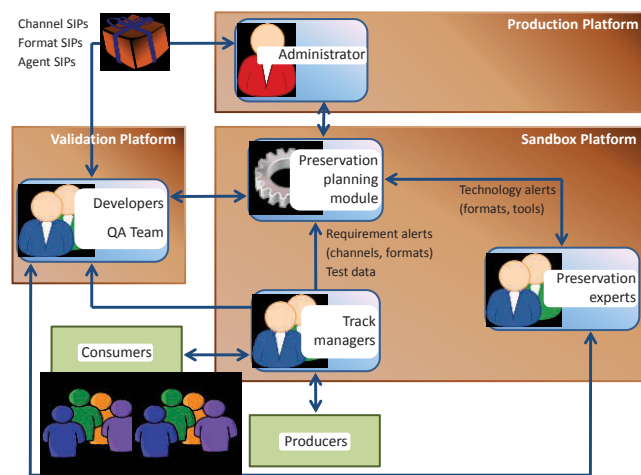 Channel SIPs
Format SIPs
Agent SIPs
Production Platform
Administrator
Validation Platform
Sandbox Platform
Developers
QA Team
Preservation
planning
module
Technology alerts
(formats, tools)
Requirement alerts
(channels, formats)
Test data
Preservation
experts
Track
managers
Consumers
Producers